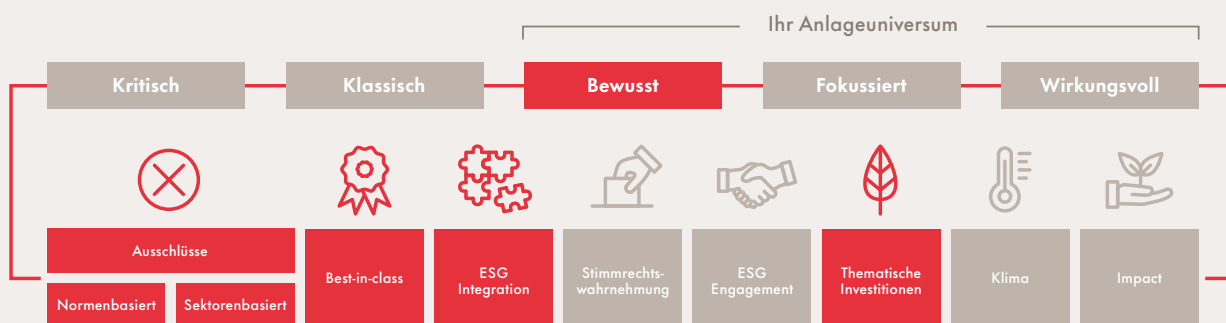 Ihr Anlageuniversum
Kritisch
Klassisch
Bewusst
Fokussiert
Wirkungsvoll
Ausschlüsse
Normenbasiert
Sektorenbasiert
Best-in-class
ESG
Integration
Stimmrechts-
wahrnehmung
ESG
Engagement
Thematische
Investitionen
Klima
Impact